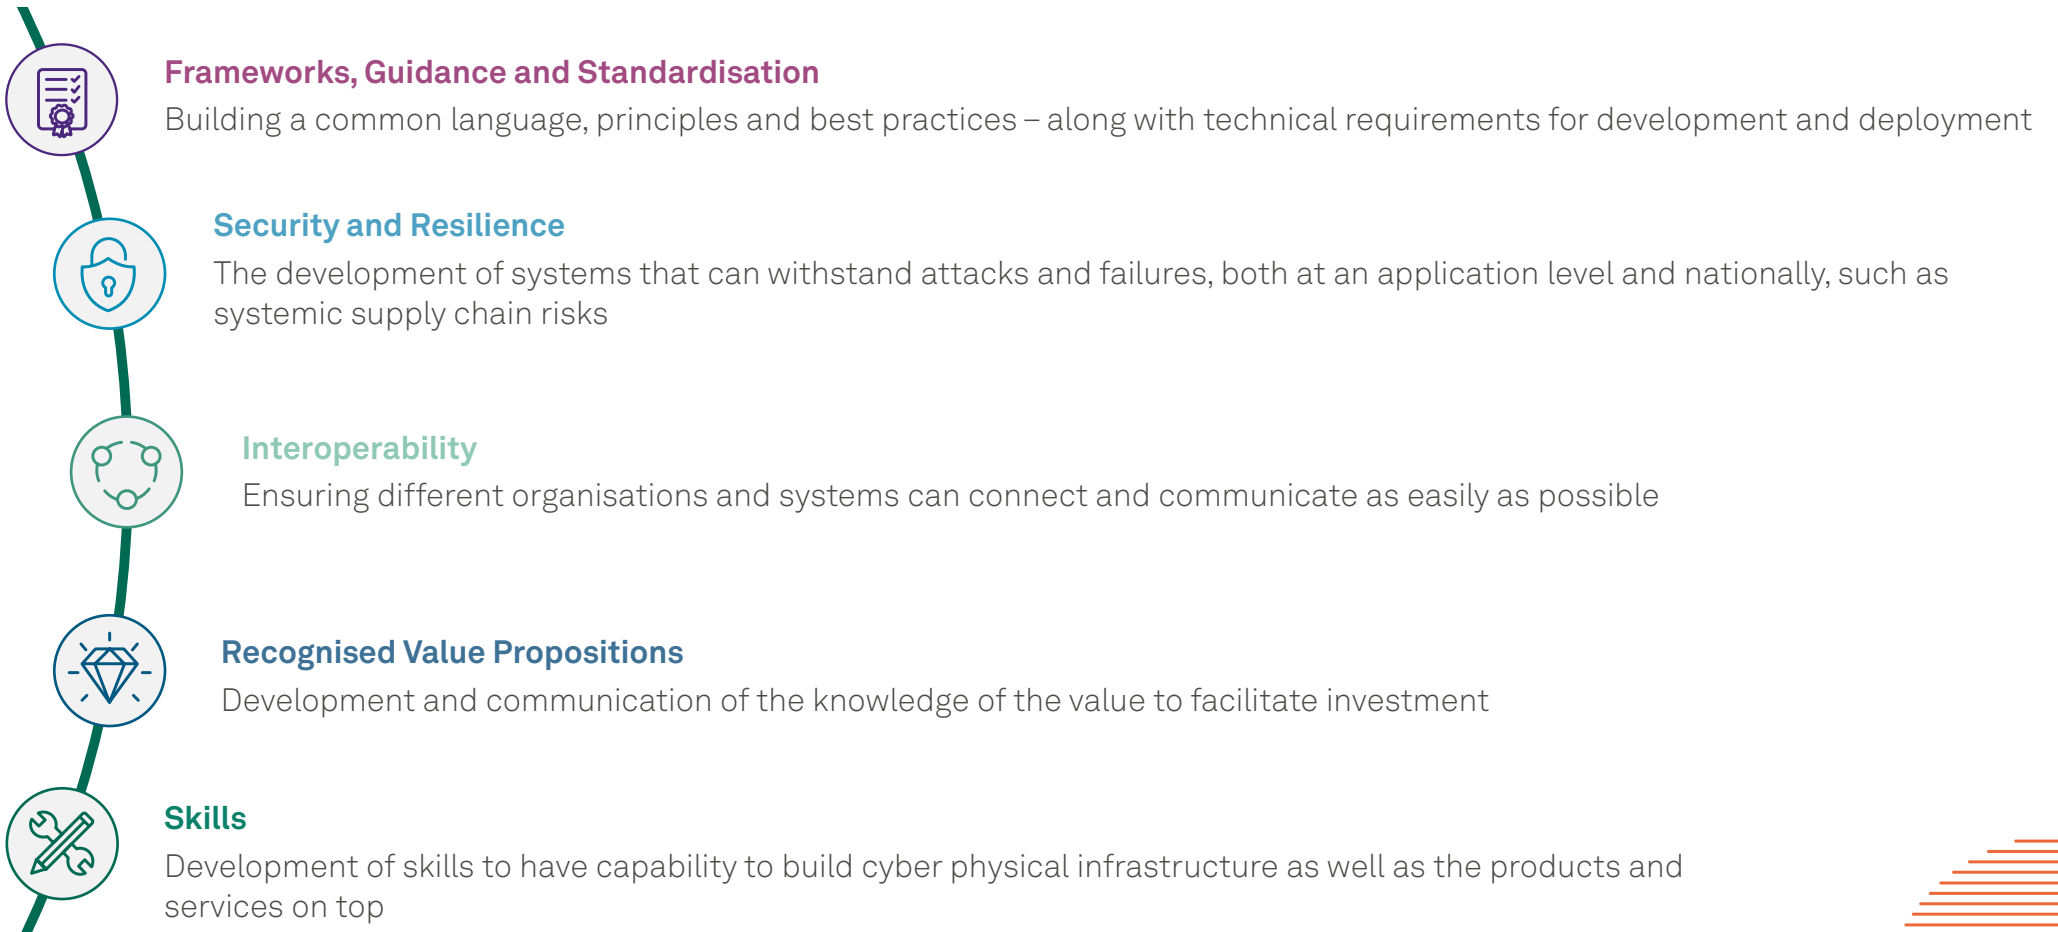 Frameworks, Guidance and Standardisation
Building a common language, principles and best practices – along with technical requirements for development and deployment
Security and Resilience
The development of systems that can withstand attacks and failures, both at an application level and nationally, such as
systemic supply chain risks
Interoperability
Ensuring different organisations and systems can connect and communicate as easily as possible
Recognised Value Propositions
Development and communication of the knowledge of the value to facilitate investment
Skills
Development of skills to have capability to build cyber physical infrastructure as well as the products and
services on top